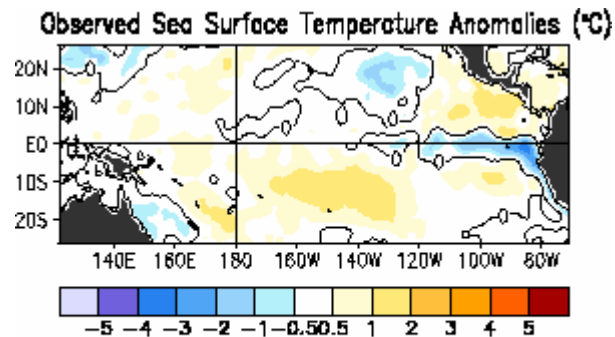 Observed Sea Surface Temperature Anomalies (°C)
20N
10N
EQ
10S
20S
140E 160E 180 160W 140W 120W 100W 80W
-5 -4 -3 -2 -1 -0.5 0.5 1 2 3 4 5